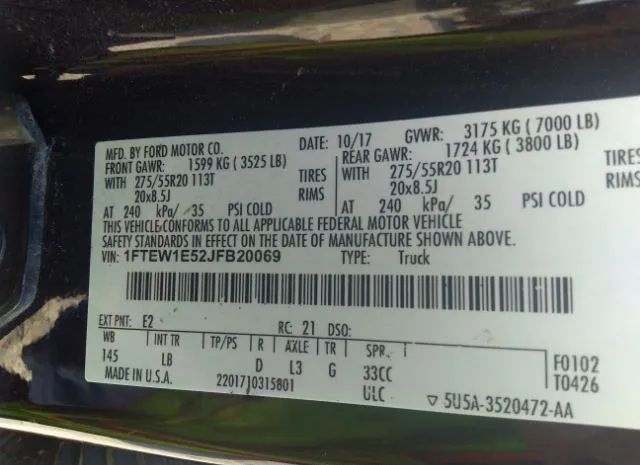 MFD. BY FORD MOTOR CO. DATE: 10/17 GVWR: 3175 KG ( 7000 LB)
FRONT GAWR: 1599 KG ( 3525 LB) REAR GAWR: 1724 KG ( 3800 LB)
WITH 275/55R20 113T TIRES WITH 275/55R20 113T TIRES
20x8.5J RIMS 20x8.5J RIMS
AT 240 kPa/ 35 PSI COLD AT 240 kPa/ 35 PSI COLD
THIS VEHICLE CONFORMS TO ALL APPLICABLE FEDERAL MOTOR VEHICLE
SAFETY STANDARDS IN EFFECT ON THE DATE OF MANUFACTURE SHOWN ABOVE.
VIN: 1FTEW1E52JFB20069 TYPE: Truck
EXT PNT: E2 RC: 21 DSO:
WB INT TR TP/PS R AXLE TR SPR
145 LB D L3 G 33CC F0102
MADE IN U.S.A. 2201710315801 ULC T0426
▽ 5U5A-3520472-AA